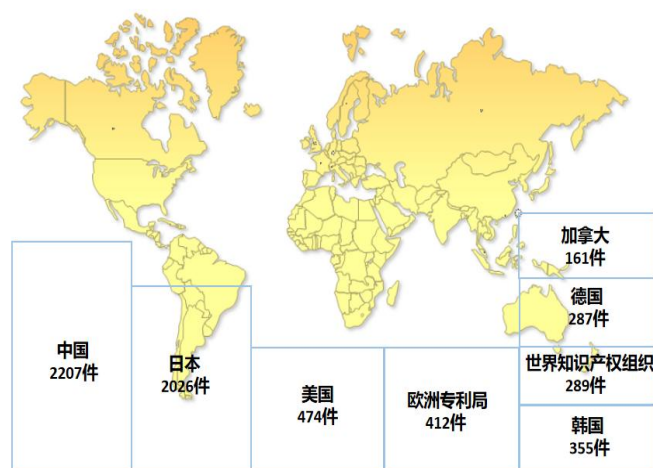 加拿大
161件
德国
287件
中国
2207件
日本
2026件
美国
474件
欧洲专利局
412件
世界知识产权组织
289件
韩国
355件